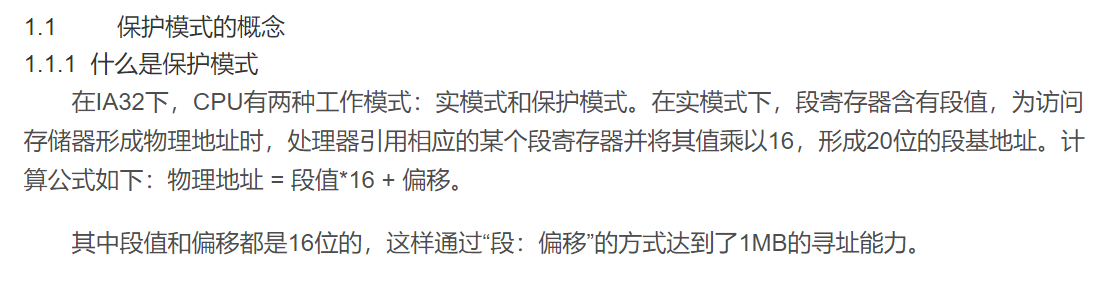 1.1 保护模式的概念
1.1.1 什么是保护模式
在IA32下，CPU有两种工作模式：实模式和保护模式。在实模式下，段寄存器含有段值，为访问
存储器形成物理地址时，处理器引用相应的某个段寄存器并将其值乘以16，形成20位的段基地址。计
算公式如下：物理地址 = 段值*16 + 偏移。
其中段值和偏移都是16位的，这样通过“段：偏移”的方式达到了1MB的寻址能力。